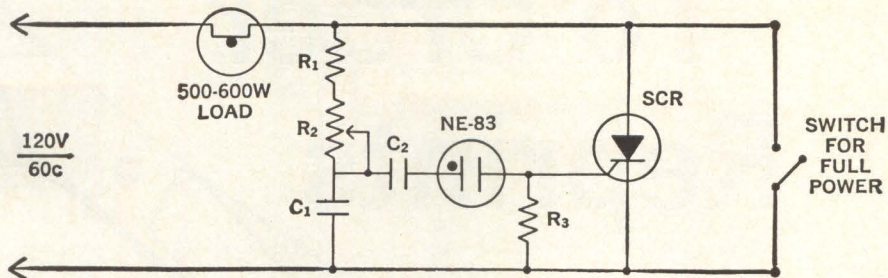 500-600W
LOAD
R1
R2
C1
C2
NE-83
R3
SCR
120V
60c
SWITCH
FOR
FULL
POWER